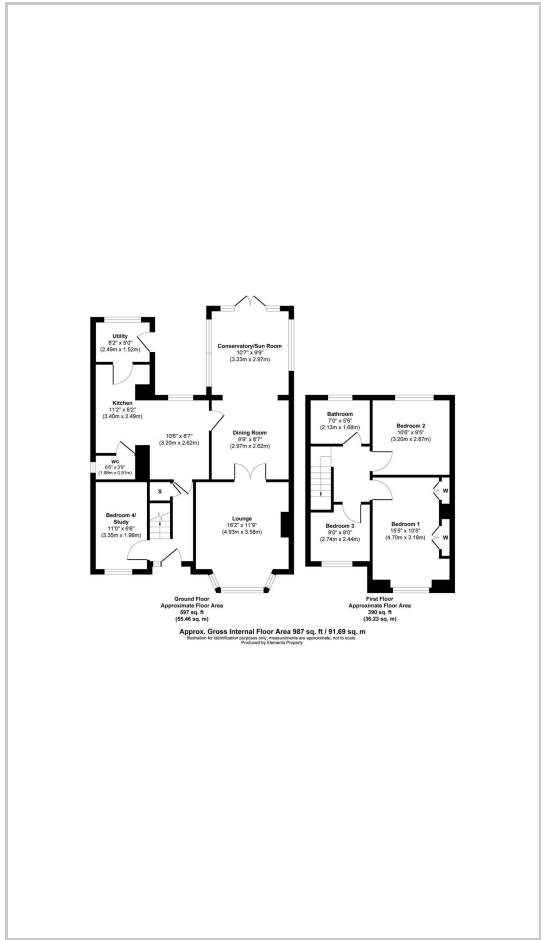 Utility
8'2" x 5'0"
(2.49m x 1.52m)
Conservatory/Sun Room
10'7" x 9'9"
(3.23m x 2.97m)
Kitchen
11'2" x 8'2"
(3.40m x 2.49m)
10'6" x 8'7"
(3.20m x 2.62m)
Dining Room
9'9" x 8'7"
(2.97m x 2.62m)
WC
6'6" x 3'0"
(1.98m x 0.91m)
S
Bedroom 4/
Study
11'0" x 6'6"
(3.35m x 1.98m)
Lounge
16'2" x 11'9"
(4.93m x 3.58m)
Ground Floor
Approximate Floor Area
597 sq. ft
(55.46 sq. m)
Bathroom
7'0" x 5'6"
(2.13m x 1.68m)
Bedroom 2
10'6" x 9'5"
(3.20m x 2.87m)
Bedroom 3
9'0" x 8'0"
(2.74m x 2.44m)
Bedroom 1
15'5" x 10'5"
(4.70m x 3.18m)
W
W
First Floor
Approximate Floor Area
390 sq. ft
(36.23 sq. m)
Approx. Gross Internal Floor Area 987 sq. ft / 91.69 sq. m
Illustration for identification purposes only, measurements are approximate, not to scale.
Produced by Elements Property